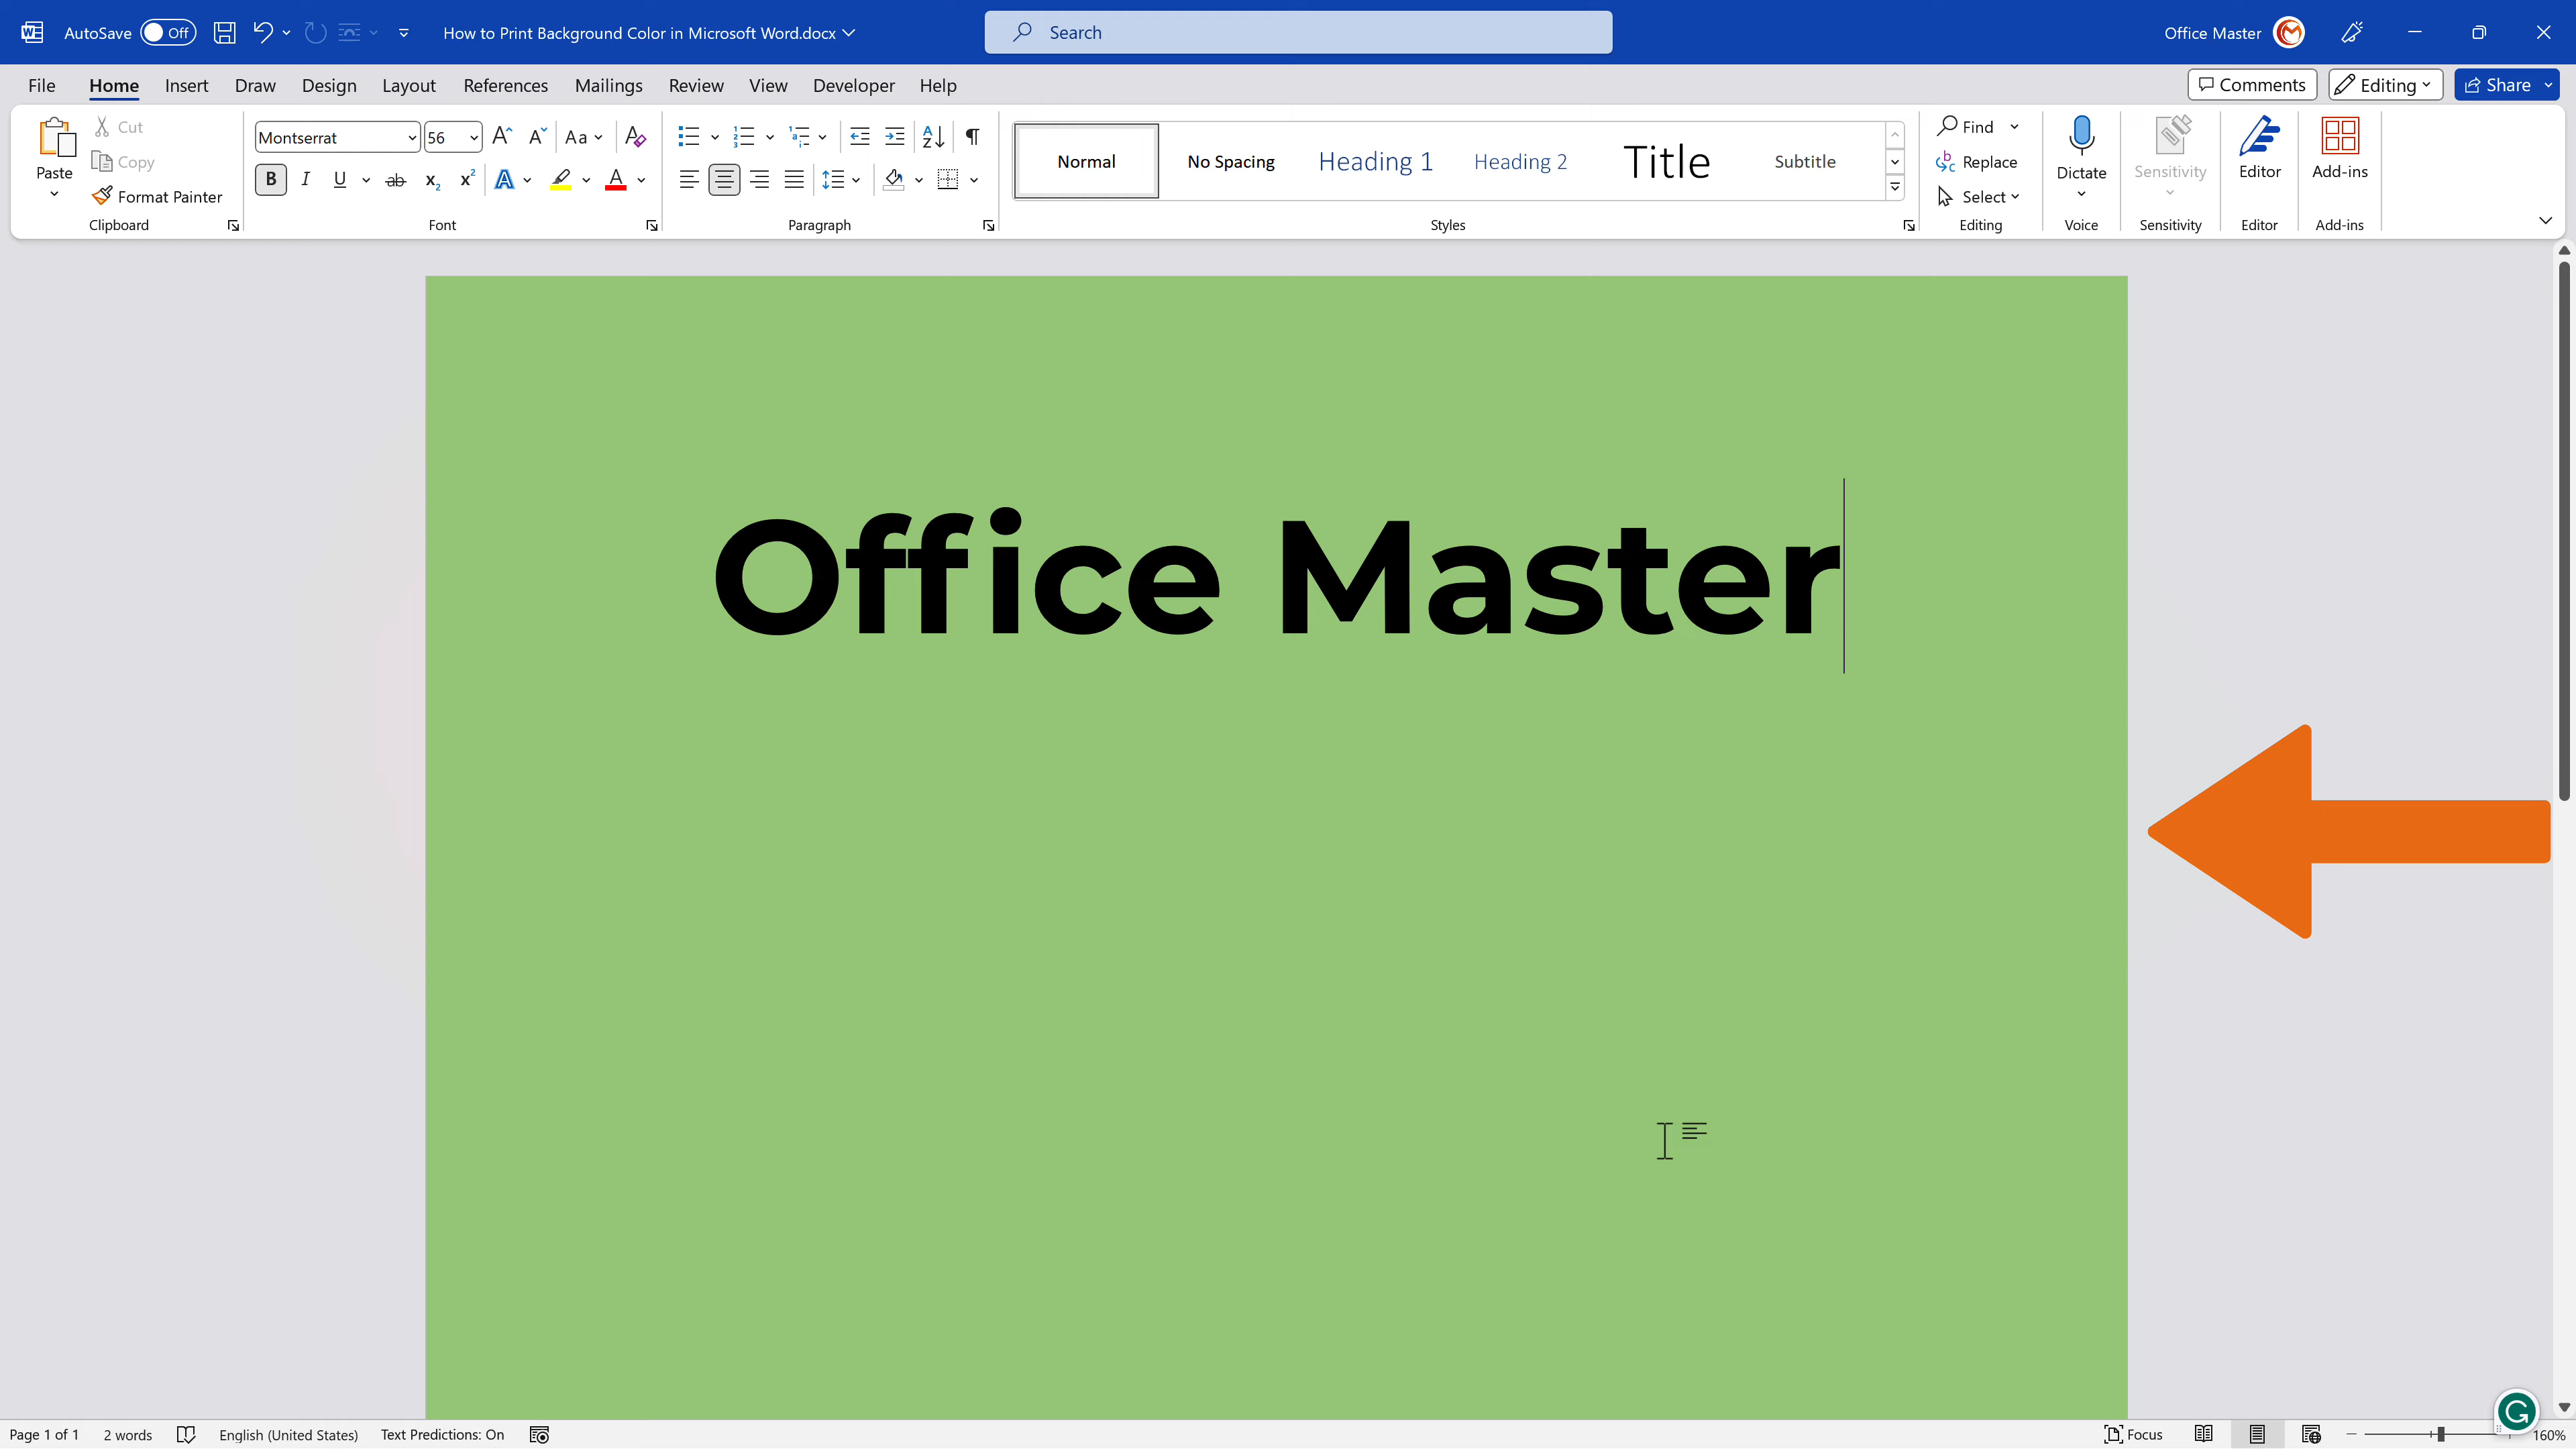 AutoSave Off How to Print Background Color in Microsoft Word.docx Search Office Master
File Home Insert Draw Design Layout References Mailings Review View Developer Help Comments Editing Share
Paste
Cut
Copy
Format Painter
Clipboard
Montserrat 56
Font
Paragraph
Normal No Spacing Heading 1 Heading 2 Title Subtitle
Styles
Find
Replace
Select
Editing
Dictate
Voice
Sensitivity
Sensitivity
Editor
Editor
Add-ins
Add-ins
Office Master
Page 1 of 1 2 words English (United States) Text Predictions: On Focus 160%